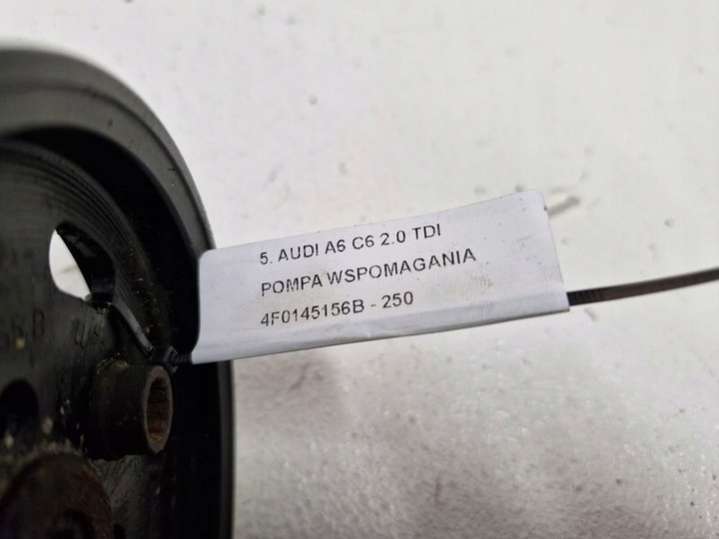 5. AUDI A6 C6 2.0 TDI
POMPA WSPOMAGANIA
4F0145156B - 250